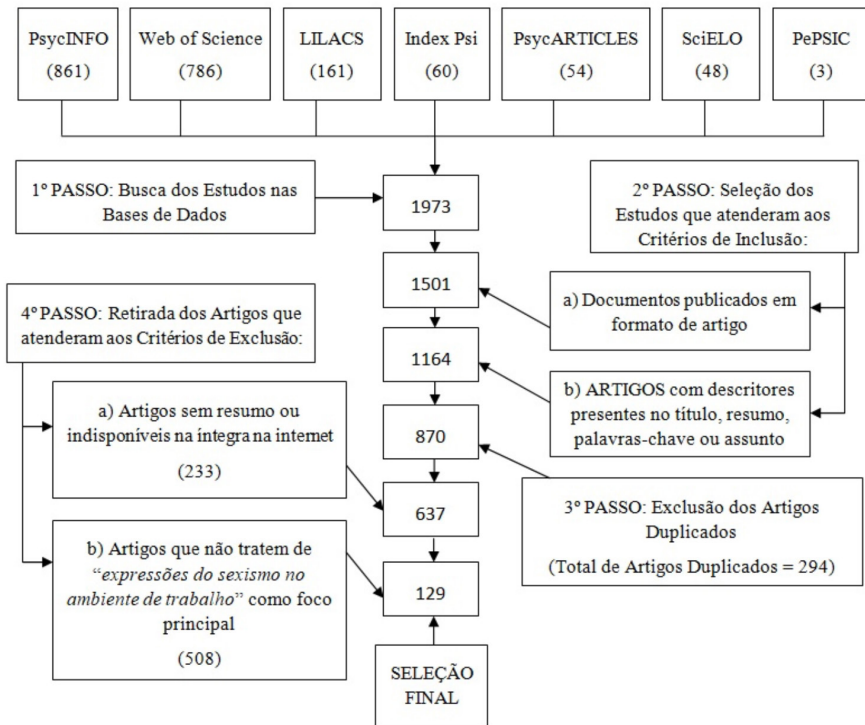 PsycINFO
(861)
Web of Science
(786)
LILACS
(161)
Index Psi
(60)
PsycARTICLES
(54)
SciELO
(48)
PePSIC
(3)
1º PASSO: Busca dos Estudos nas
Bases de Dados
1973
2º PASSO: Seleção dos
Estudos que atenderam aos
Critérios de Inclusão:
1501
a) Documentos publicados em
formato de artigo
4º PASSO: Retirada dos Artigos que
atenderam aos Critérios de Exclusão:
1164
b) ARTIGOS com descritores
presentes no título, resumo,
palavras-chave ou assunto
a) Artigos sem resumo ou
indisponíveis na íntegra na internet
(233)
870
3º PASSO: Exclusão dos Artigos
Duplicados
(Total de Artigos Duplicados = 294)
637
b) Artigos que não tratem de
“expressões do sexismo no
ambiente de trabalho” como foco
principal
(508)
129
SELEÇÃO
FINAL